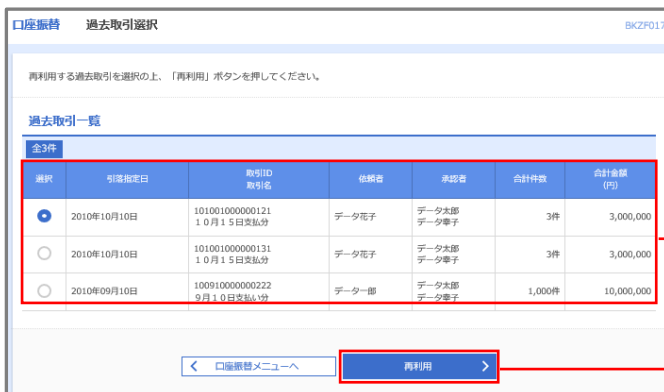 口座振替 過去取引選択 BKZF017
再利用する過去取引を選択の上、「再利用」ボタンを押してください。
過去取引一覧
全3件
選択 引落指定日 取引ID 取引名 依頼者 承認者 合計件数 合計金額 (円)
2010年10月10日 101001000000121 データ花子 データ太郎 3件 3,000,000
10月15日支払分 データ幸子
2010年10月10日 101001000000131 データ花子 データ太郎 3件 3,000,000
10月15日支払分 データ幸子
2010年09月10日 100910000000222 データ一郎 データ太郎 1,000件 10,000,000
9月10日支払い分 データ幸子
口座振替メニューへ 再利用